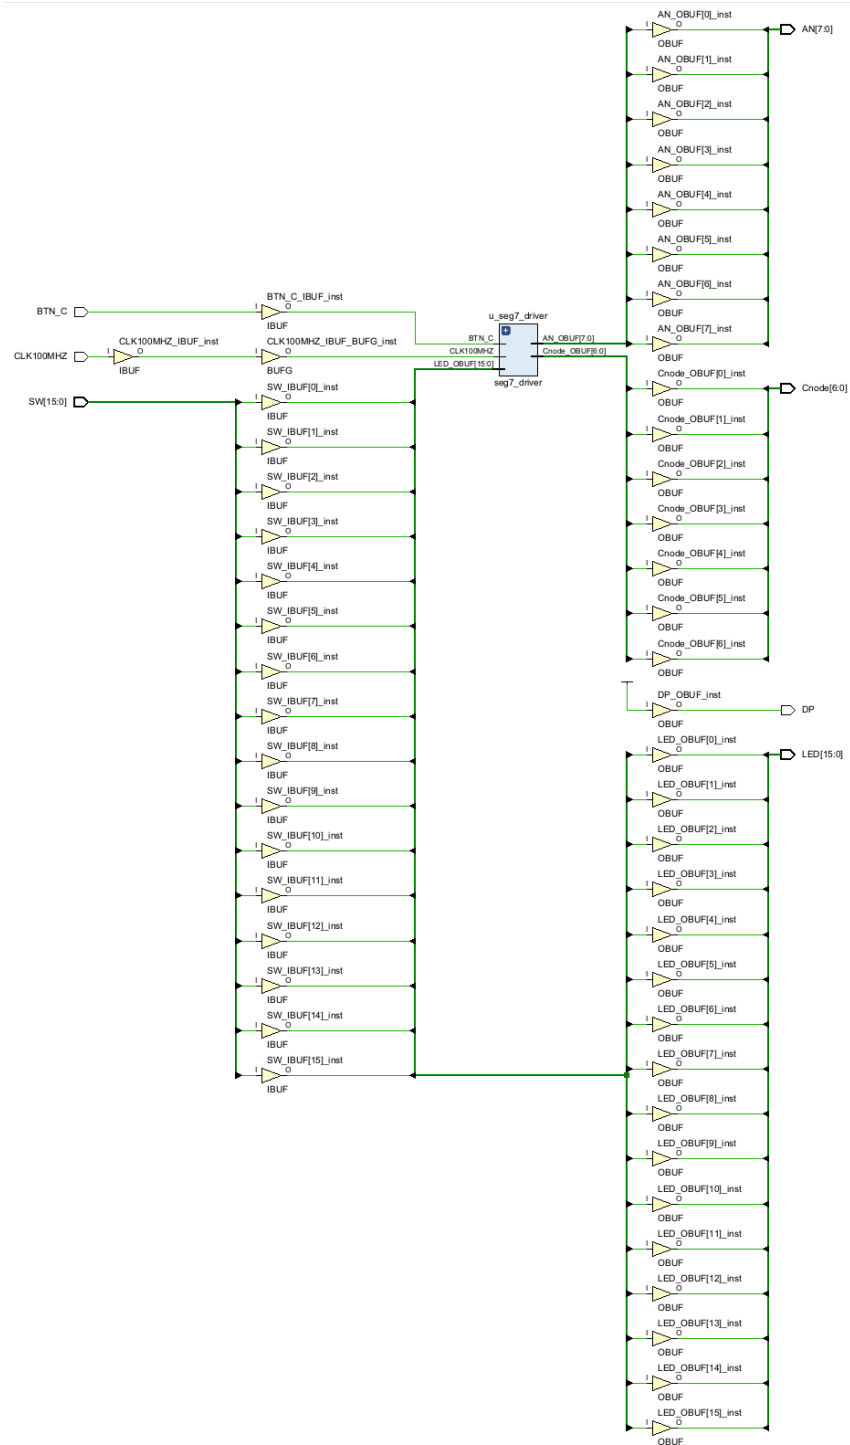 BTN_C
CLK100MHZ
SW[15:0]
CLK100MHZ_IBUF_inst
I
O
IBUF
BTN_C_IBUF_inst
I
O
IBUF
CLK100MHZ_IBUF_BUFG_inst
I
O
BUFG
SW_IBUF[0]_inst
I
O
IBUF
SW_IBUF[1]_inst
I
O
IBUF
SW_IBUF[2]_inst
I
O
IBUF
SW_IBUF[3]_inst
I
O
IBUF
SW_IBUF[4]_inst
I
O
IBUF
SW_IBUF[5]_inst
I
O
IBUF
SW_IBUF[6]_inst
I
O
IBUF
SW_IBUF[7]_inst
I
O
IBUF
SW_IBUF[8]_inst
I
O
IBUF
SW_IBUF[9]_inst
I
O
IBUF
SW_IBUF[10]_inst
I
O
IBUF
SW_IBUF[11]_inst
I
O
IBUF
SW_IBUF[12]_inst
I
O
IBUF
SW_IBUF[13]_inst
I
O
IBUF
SW_IBUF[14]_inst
I
O
IBUF
SW_IBUF[15]_inst
I
O
IBUF
u_seg7_driver
BTN_C
CLK100MHZ
LED_OBUF[15:0]
AN_OBUF[7:0]
Cnode_OBUF[6:0]
seg7_driver
AN_OBUF[0]_inst
I
O
OBUF
AN_OBUF[1]_inst
I
O
OBUF
AN_OBUF[2]_inst
I
O
OBUF
AN_OBUF[3]_inst
I
O
OBUF
AN_OBUF[4]_inst
I
O
OBUF
AN_OBUF[5]_inst
I
O
OBUF
AN_OBUF[6]_inst
I
O
OBUF
AN_OBUF[7]_inst
I
O
OBUF
Cnode_OBUF[0]_inst
I
O
OBUF
Cnode_OBUF[1]_inst
I
O
OBUF
Cnode_OBUF[2]_inst
I
O
OBUF
Cnode_OBUF[3]_inst
I
O
OBUF
Cnode_OBUF[4]_inst
I
O
OBUF
Cnode_OBUF[5]_inst
I
O
OBUF
Cnode_OBUF[6]_inst
I
O
OBUF
DP_OBUF_inst
I
O
OBUF
LED_OBUF[0]_inst
I
O
OBUF
LED_OBUF[1]_inst
I
O
OBUF
LED_OBUF[2]_inst
I
O
OBUF
LED_OBUF[3]_inst
I
O
OBUF
LED_OBUF[4]_inst
I
O
OBUF
LED_OBUF[5]_inst
I
O
OBUF
LED_OBUF[6]_inst
I
O
OBUF
LED_OBUF[7]_inst
I
O
OBUF
LED_OBUF[8]_inst
I
O
OBUF
LED_OBUF[9]_inst
I
O
OBUF
LED_OBUF[10]_inst
I
O
OBUF
LED_OBUF[11]_inst
I
O
OBUF
LED_OBUF[12]_inst
I
O
OBUF
LED_OBUF[13]_inst
I
O
OBUF
LED_OBUF[14]_inst
I
O
OBUF
LED_OBUF[15]_inst
I
O
OBUF
AN[7:0]
Cnode[6:0]
DP
LED[15:0]